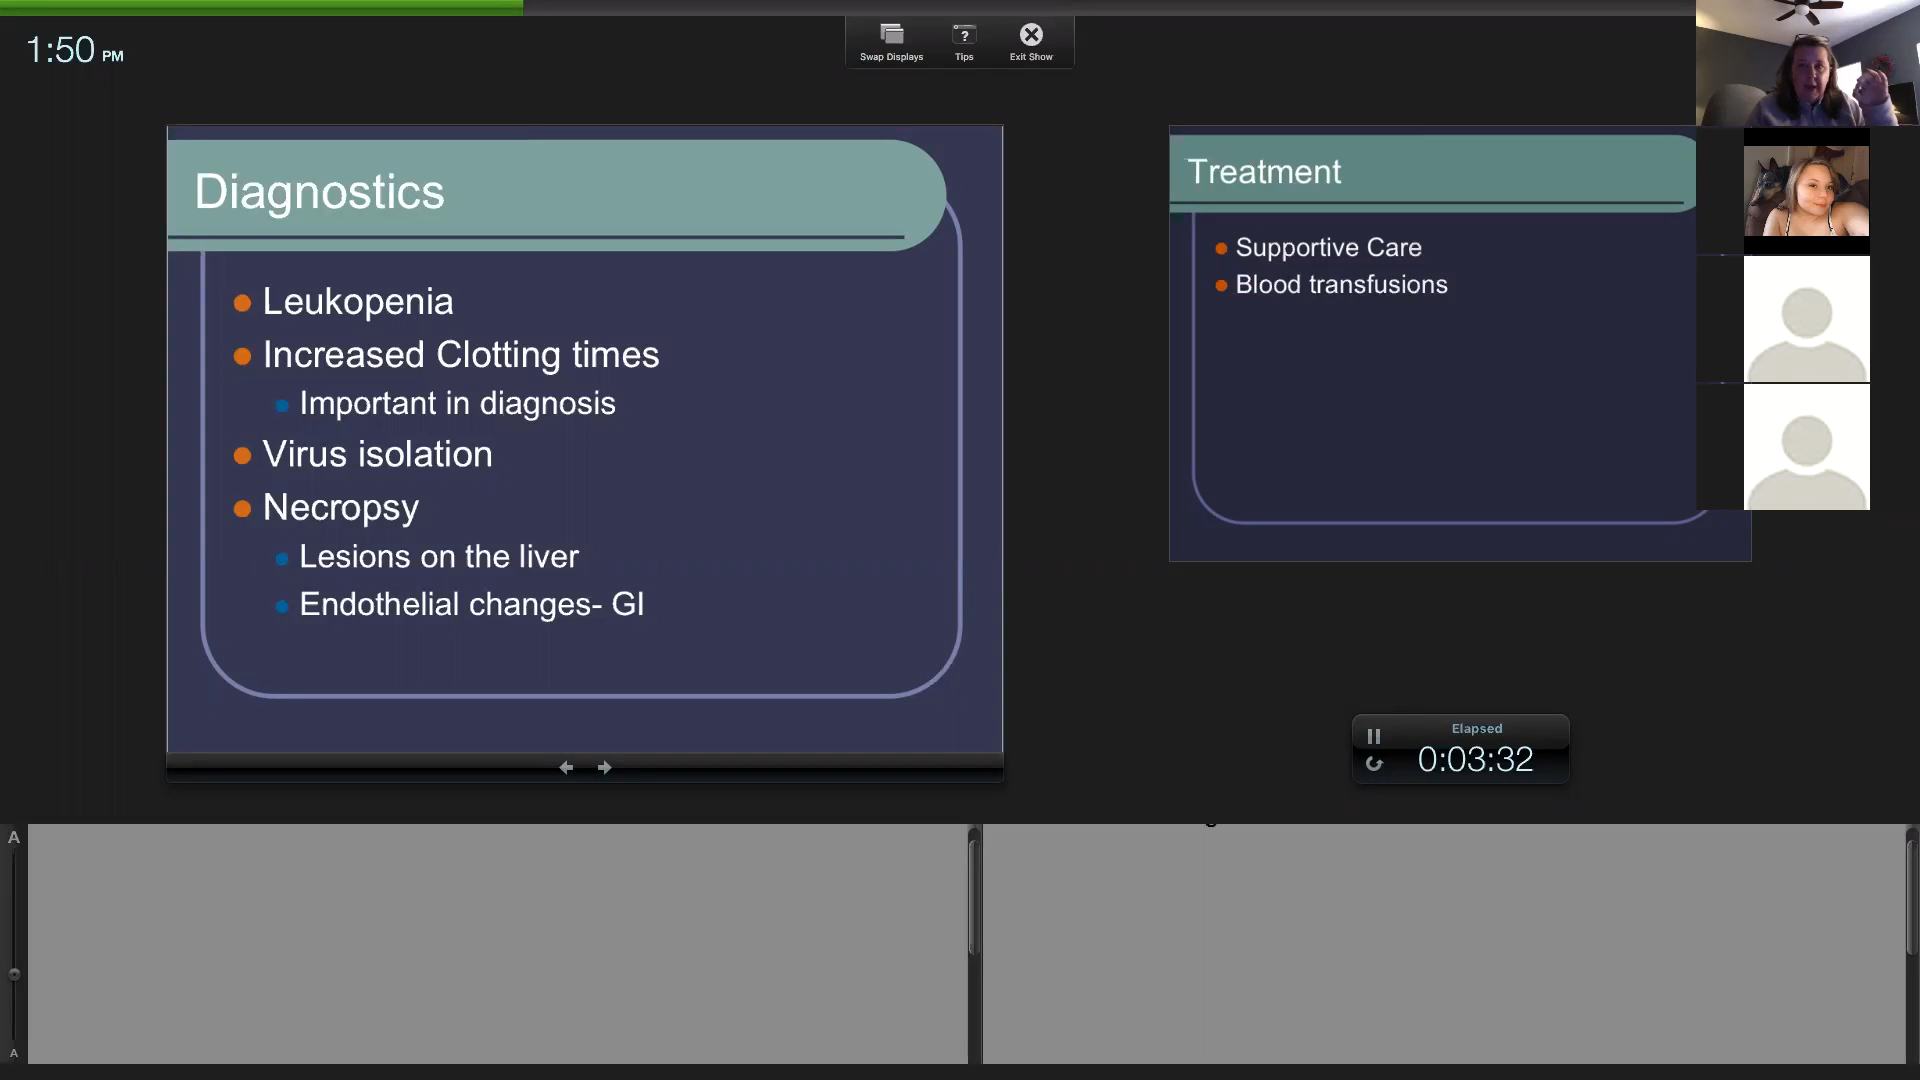 1:50 PM
Swap Displays
Tips
Exit Show
Diagnostics
Leukopenia
Increased Clotting times
Important in diagnosis
Virus isolation
Necropsy
Lesions on the liver
Endothelial changes- GI
Treatment
Supportive Care
Blood transfusions
Elapsed
0:03:32
A
A